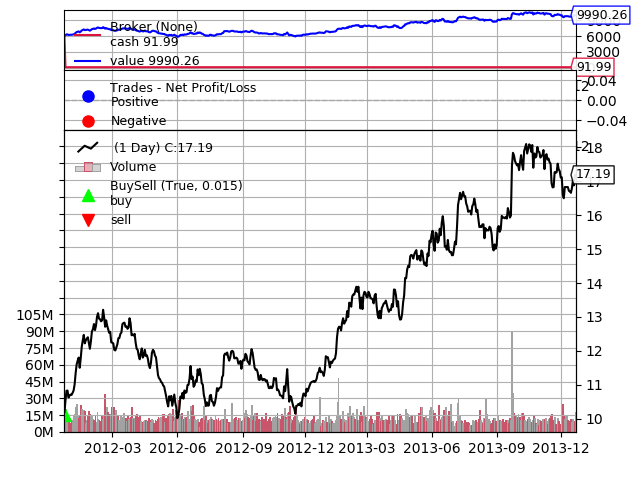 Broker (None)
cash 91.99
value 9990.26
9990.26
6000
3000
91.99
Trades - Net Profit/Loss
Positive
Negative
0.04
0.00
−0.04
(1 Day) C:17.19
Volume
BuySell (True, 0.015)
buy
sell
18
17.19
16
15
14
13
12
11
10
105M
90M
75M
60M
45M
30M
15M
0M
2012-03 2012-06 2012-09 2012-12 2013-03 2013-06 2013-09 2013-12